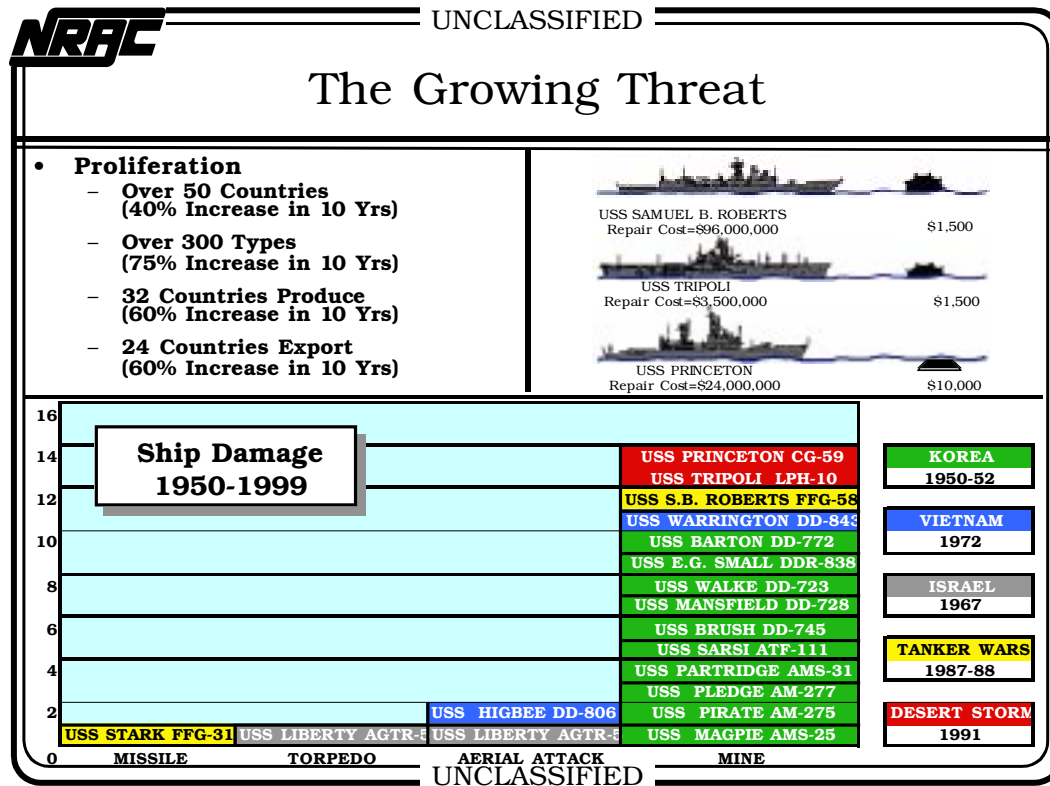 UNCLASSIFIED
NRAC
The Growing Threat
• Proliferation
– Over 50 Countries
(40% Increase in 10 Yrs)
– Over 300 Types
(75% Increase in 10 Yrs)
– 32 Countries Produce
(60% Increase in 10 Yrs)
– 24 Countries Export
(60% Increase in 10 Yrs)
USS SAMUEL B. ROBERTS
Repair Cost=$96,000,000
$1,500
USS TRIPOLI
Repair Cost=$3,500,000
$1,500
USS PRINCETON
Repair Cost=$24,000,000
$10,000
Ship Damage
1950-1999
16
14
12
10
8
6
4
2
0
USS PRINCETON CG-59
USS TRIPOLI LPH-10
USS S.B. ROBERTS FFG-58
USS WARRINGTON DD-843
USS BARTON DD-772
USS E.G. SMALL DDR-838
USS WALKE DD-723
USS MANSFIELD DD-728
USS BRUSH DD-745
USS SARSI ATF-111
USS PARTRIDGE AMS-31
USS PLEDGE AM-277
USS HIGBEE DD-806
USS PIRATE AM-275
USS STARK FFG-31
USS LIBERTY AGTR-5
USS LIBERTY AGTR-5
USS MAGPIE AMS-25
MISSILE
TORPEDO
AERIAL ATTACK
MINE
KOREA
1950-52
VIETNAM
1972
ISRAEL
1967
TANKER WARS
1987-88
DESERT STORM
1991
UNCLASSIFIED